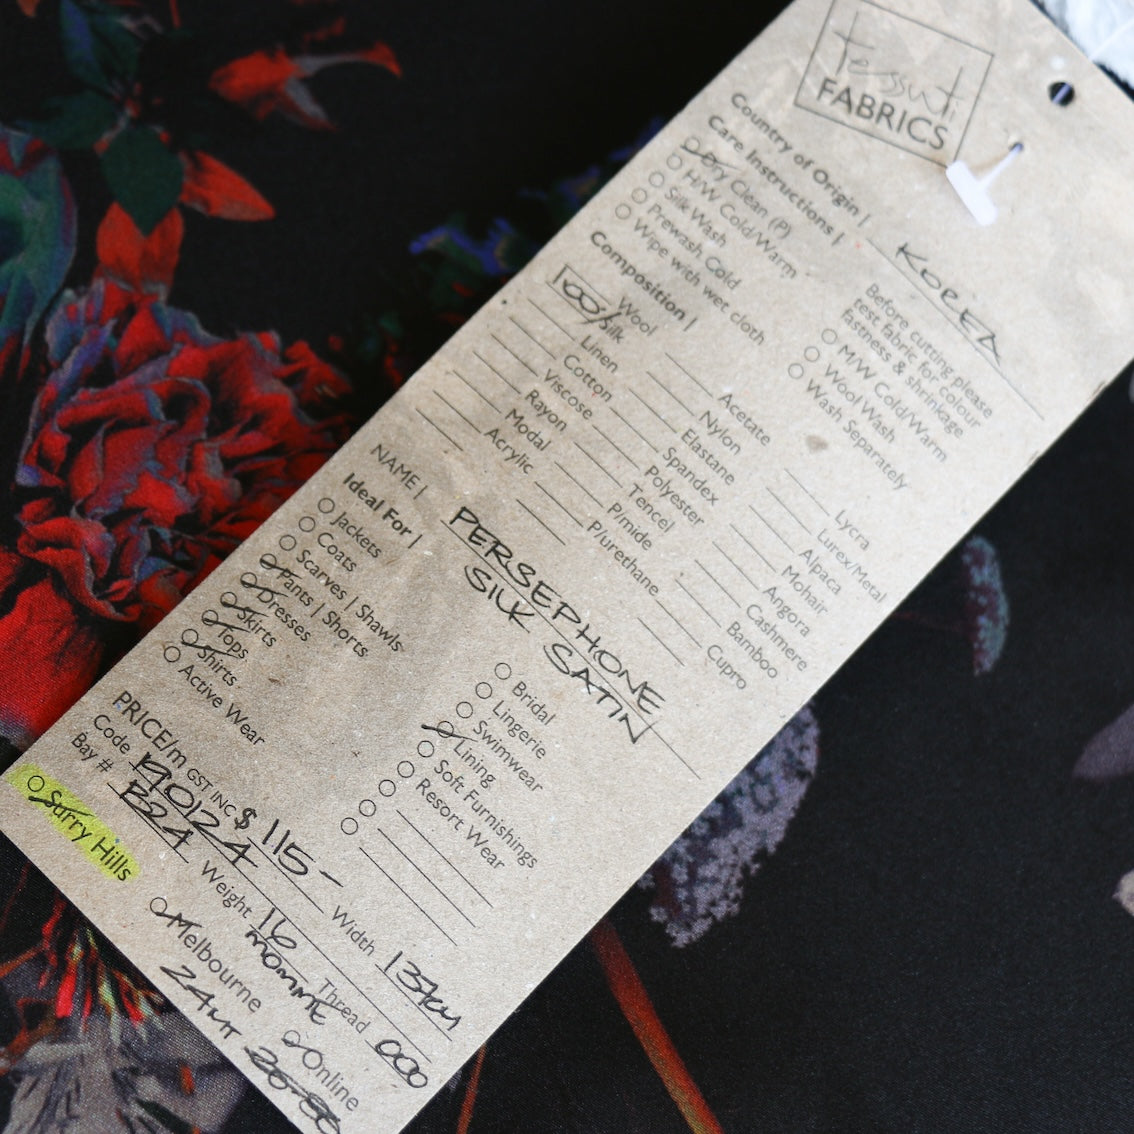 tessuti
FABRICS
Country of Origin | KOREA
Care Instructions |
Dry Clean (P)
H/W Cold/Warm
Silk Wash
Prewash Cold
Wipe with wet cloth
Before cutting please
test fabric for colour
fastness & shrinkage
M/W Cold/Warm
Wool Wash
Wash Separately
Composition |
Wool
100% Silk
Linen
Cotton
Viscose
Rayon
Modal
Acrylic
Acetate
Nylon
Elastane
Spandex
Polyester
Tencel
P/mide
P/urethane
Lycra
Lurex/Metal
Alpaca
Mohair
Angora
Cashmere
Bamboo
Cupro
NAME | PERSEPHONE
SILK SATIN
Ideal For |
Jackets
Coats
Scarves | Shawls
Pants | Shorts
Dresses
Skirts
Tops
Shirts
Active Wear
Bridal
Lingerie
Swimwear
Lining
Soft Furnishings
Resort Wear
PRICE/m GST INC $ 115 -
Code 190124
Bay # B24
Width 137cm
Weight 16 momme
Thread 000
Surry Hills
Melbourne
Online
24MT